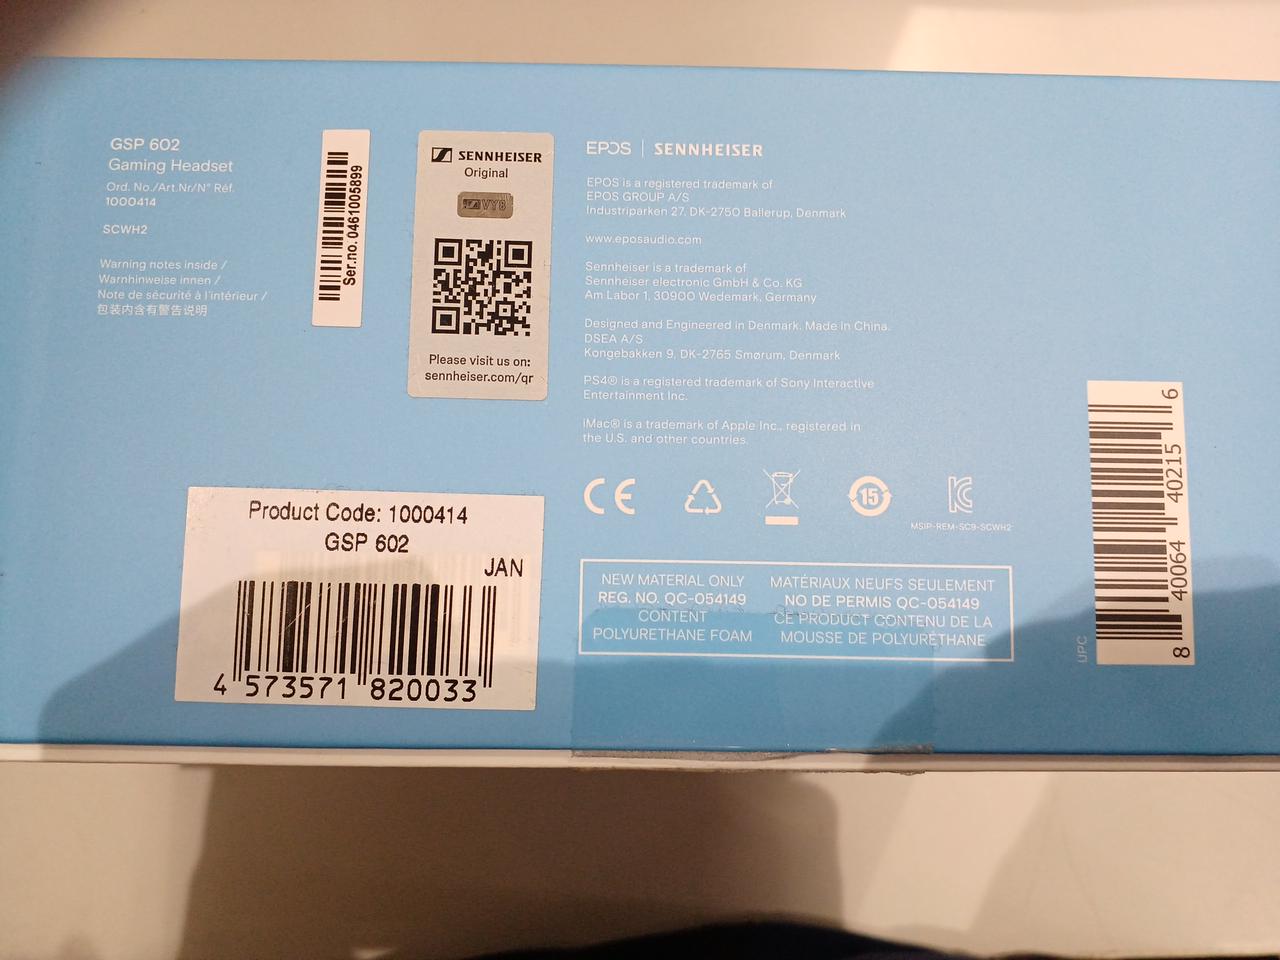 GSP 602
Gaming Headset
Ord. No./Art.Nr/N° Réf.
1000414
SCWH2
Warning notes inside /
Warnhinweise innen /
Note de sécurité à l'intérieur /
包装内含有警告说明
Ser.no. 0461005899
SENNHEISER
Original
VY8
Please visit us on:
sennheiser.com/qr
EPOS | SENNHEISER
EPOS is a registered trademark of
EPOS GROUP A/S
Industriparken 27, DK-2750 Ballerup, Denmark
www.eposaudio.com
Sennheiser is a trademark of
Sennheiser electronic GmbH & Co. KG
Am Labor 1, 30900 Wedemark, Germany
Designed and Engineered in Denmark. Made in China.
DSEA A/S
Kongebakken 9, DK-2765 Smørum, Denmark
PS4® is a registered trademark of Sony Interactive
Entertainment Inc.
iMac® is a trademark of Apple Inc., registered in
the U.S. and other countries.
CE
15
MSIP-REM-SC9-SCWH2
NEW MATERIAL ONLY
REG. NO. QC-054149
CONTENT
POLYURETHANE FOAM
MATÉRIAUX NEUFS SEULEMENT
NO DE PERMIS QC-054149
CE PRODUCT CONTENU DE LA
MOUSSE DE POLYURÉTHANE
Product Code: 1000414
GSP 602
JAN
4 573571 820033
UPC
8 40064 40215 6